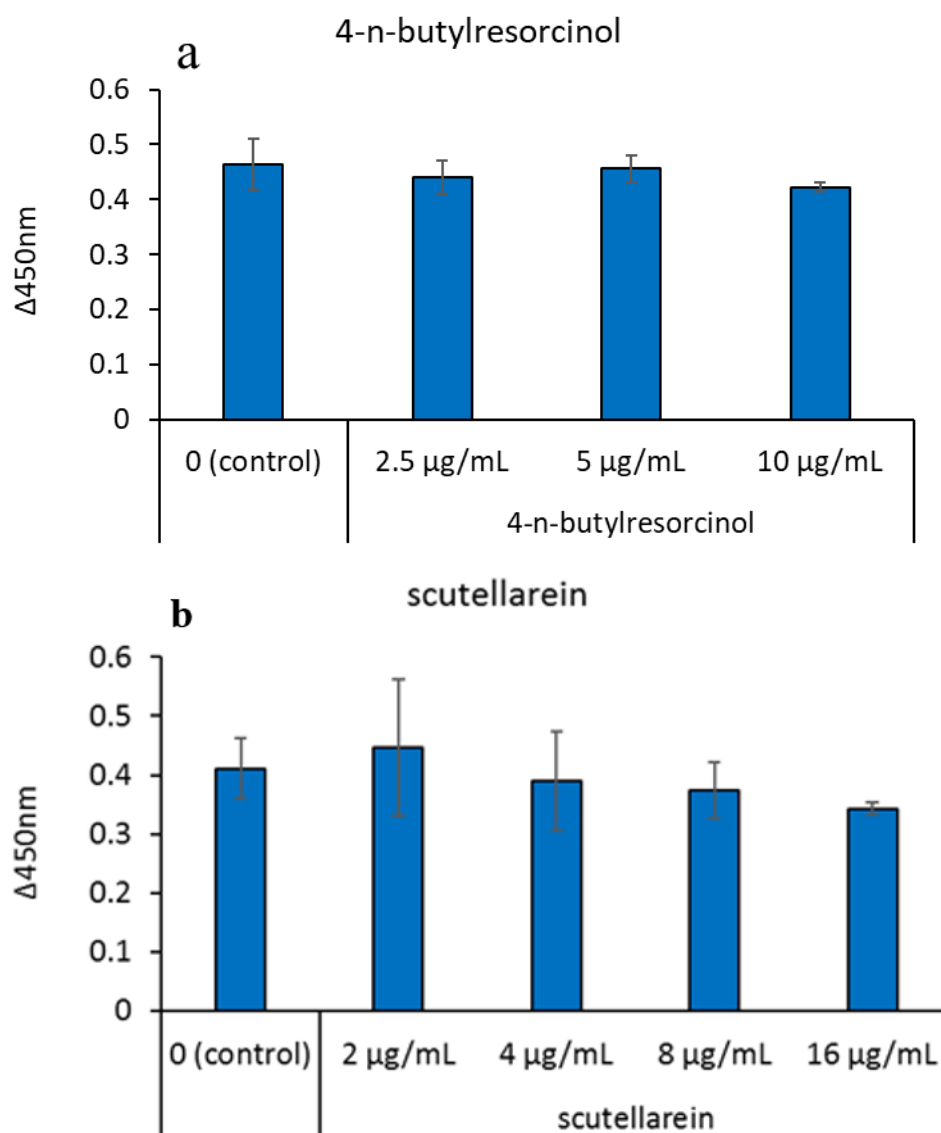 4-n-butylresorcinol
a
0.6
0.5
0.4
0.3
0.2
0.1
0
Δ450nm
0 (control) 2.5 µg/mL 5 µg/mL 10 µg/mL
4-n-butylresorcinol
scutellarein
b
0.6
0.5
0.4
0.3
0.2
0.1
0
Δ450nm
0 (control) 2 µg/mL 4 µg/mL 8 µg/mL 16 µg/mL
scutellarein